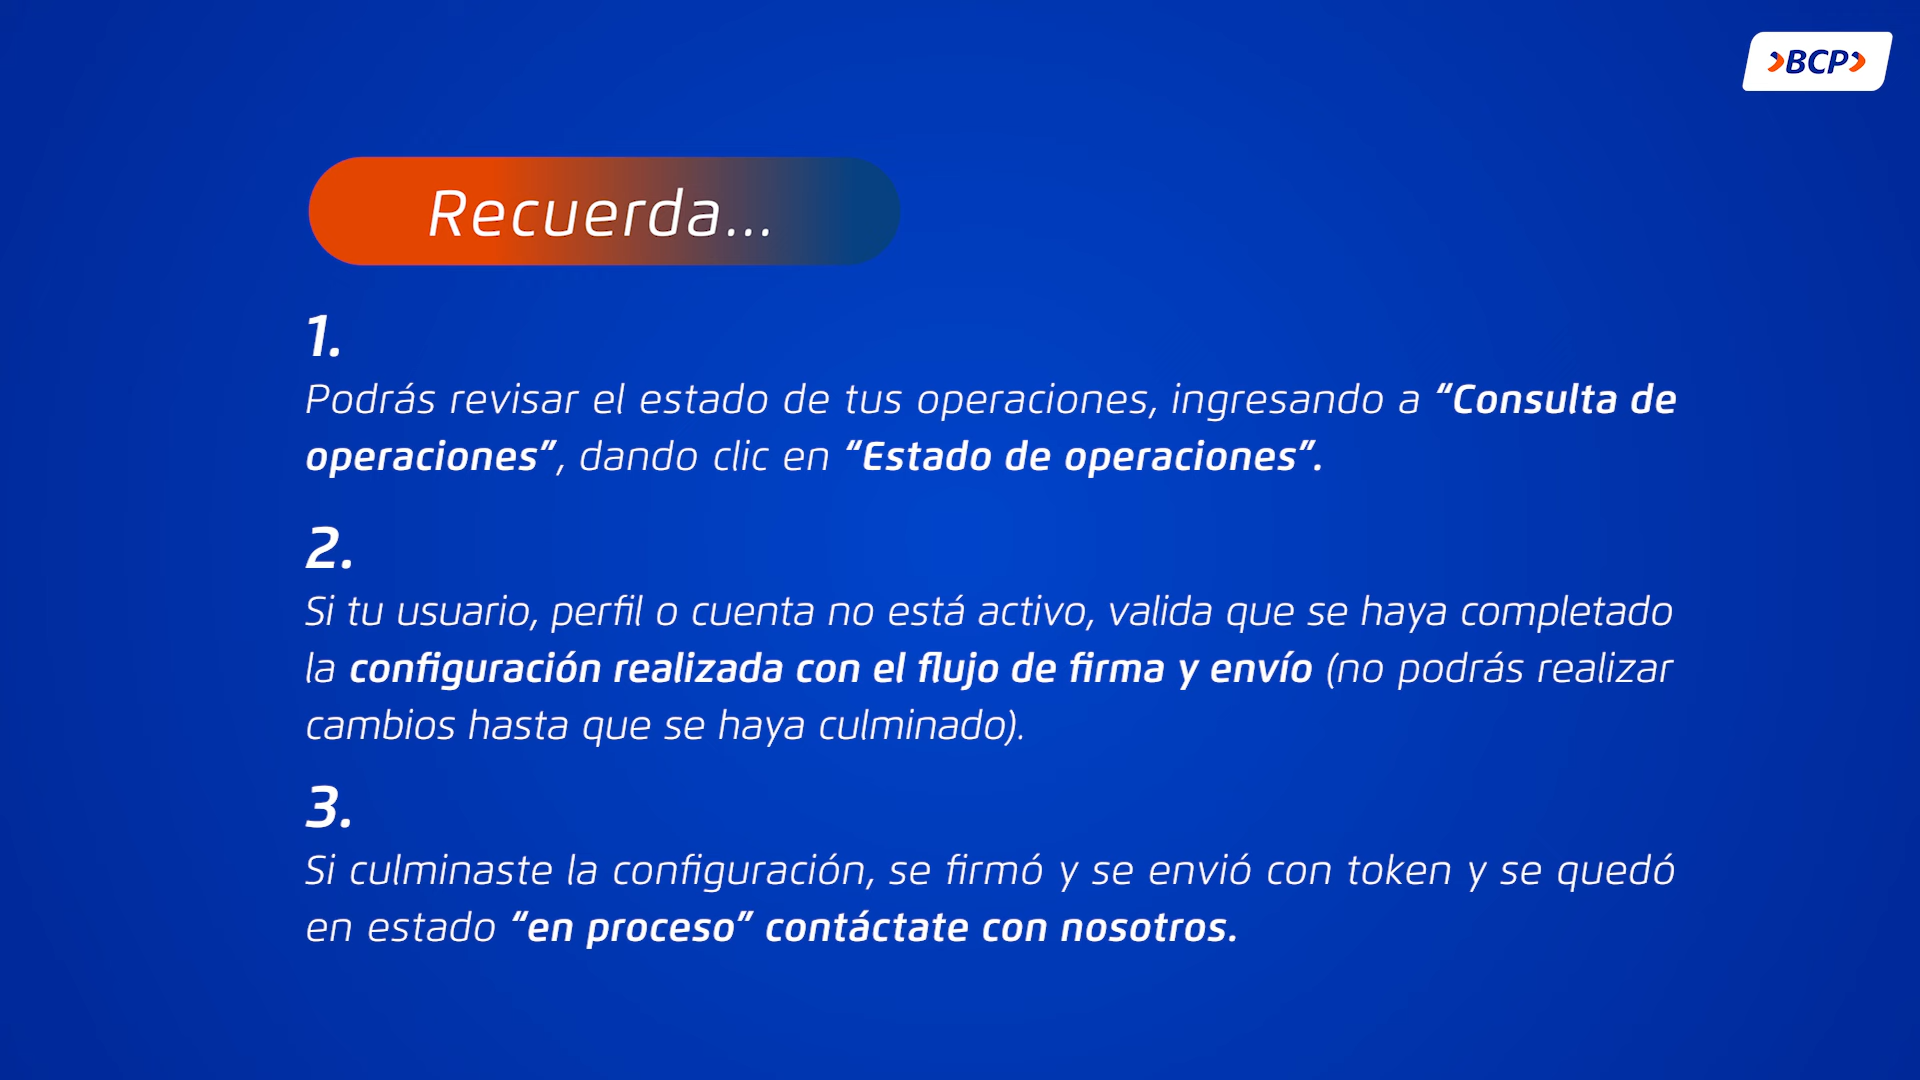 BCP
Recuerda...
1.
Podrás revisar el estado de tus operaciones, ingresando a “Consulta de
operaciones”, dando clic en “Estado de operaciones”.
2.
Si tu usuario, perfil o cuenta no está activo, valida que se haya completado
la configuración realizada con el flujo de firma y envío (no podrás realizar
cambios hasta que se haya culminado).
3.
Si culminaste la configuración, se firmó y se envió con token y se quedó
en estado “en proceso” contáctate con nosotros.